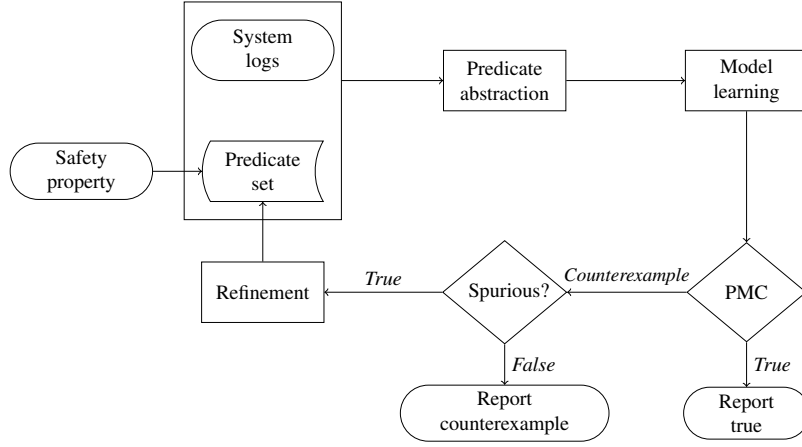 System
logs
Predicate
abstraction
Model
learning
Safety
property
Predicate
set
Refinement
True
Spurious?
Counterexample
PMC
False
True
Report
counterexample
Report
true